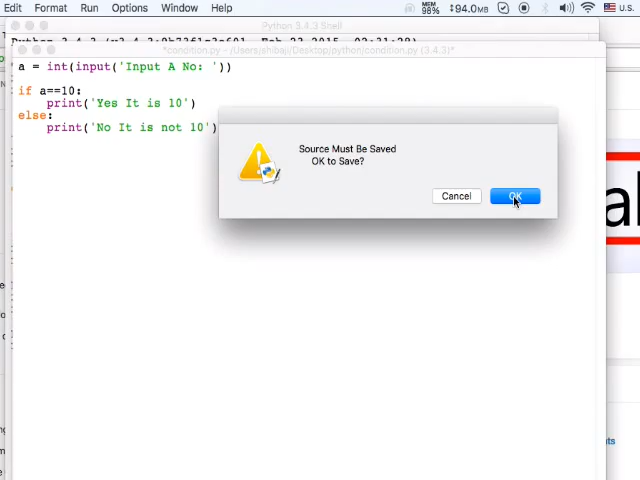 Edit Format Run Options Window Help MEM 98% 94.0MB U.S.
Python 3.4.3 Shell
*condition.py - /Users/shibaji/Desktop/python/condition.py (3.4.3)*
a = int(input('Input A No: '))
if a==10:
print('Yes It is 10')
else:
print('No It is not 10')
Source Must Be Saved
OK to Save?
Cancel OK